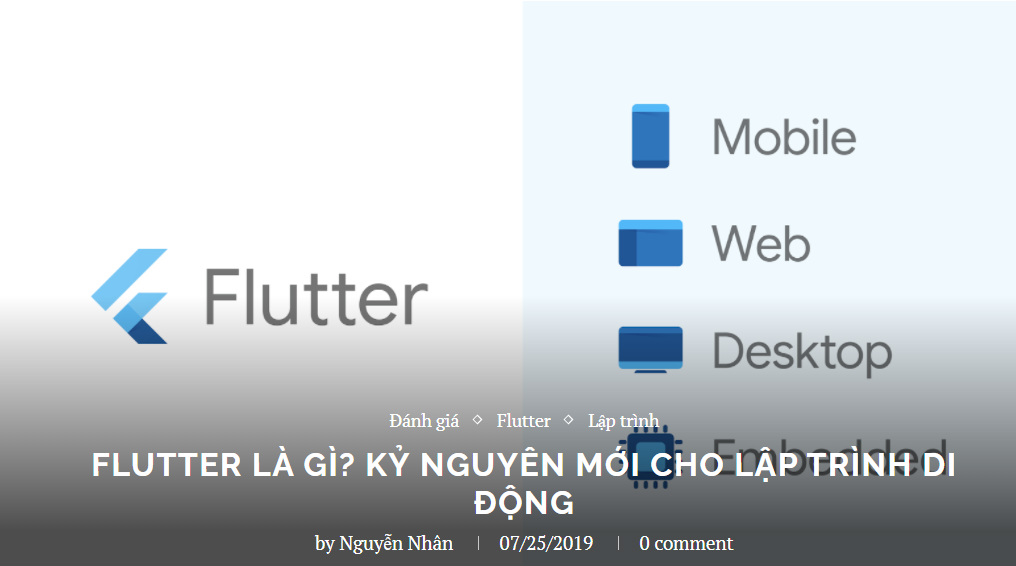 Mobile
Web
Flutter
Desktop
Đánh giá ◇ Flutter ◇ Lập trình
Embedded
FLUTTER LÀ GÌ? KỶ NGUYÊN MỚI CHO LẬP TRÌNH DI
ĐỘNG
by Nguyễn Nhân | 07/25/2019 | 0 comment